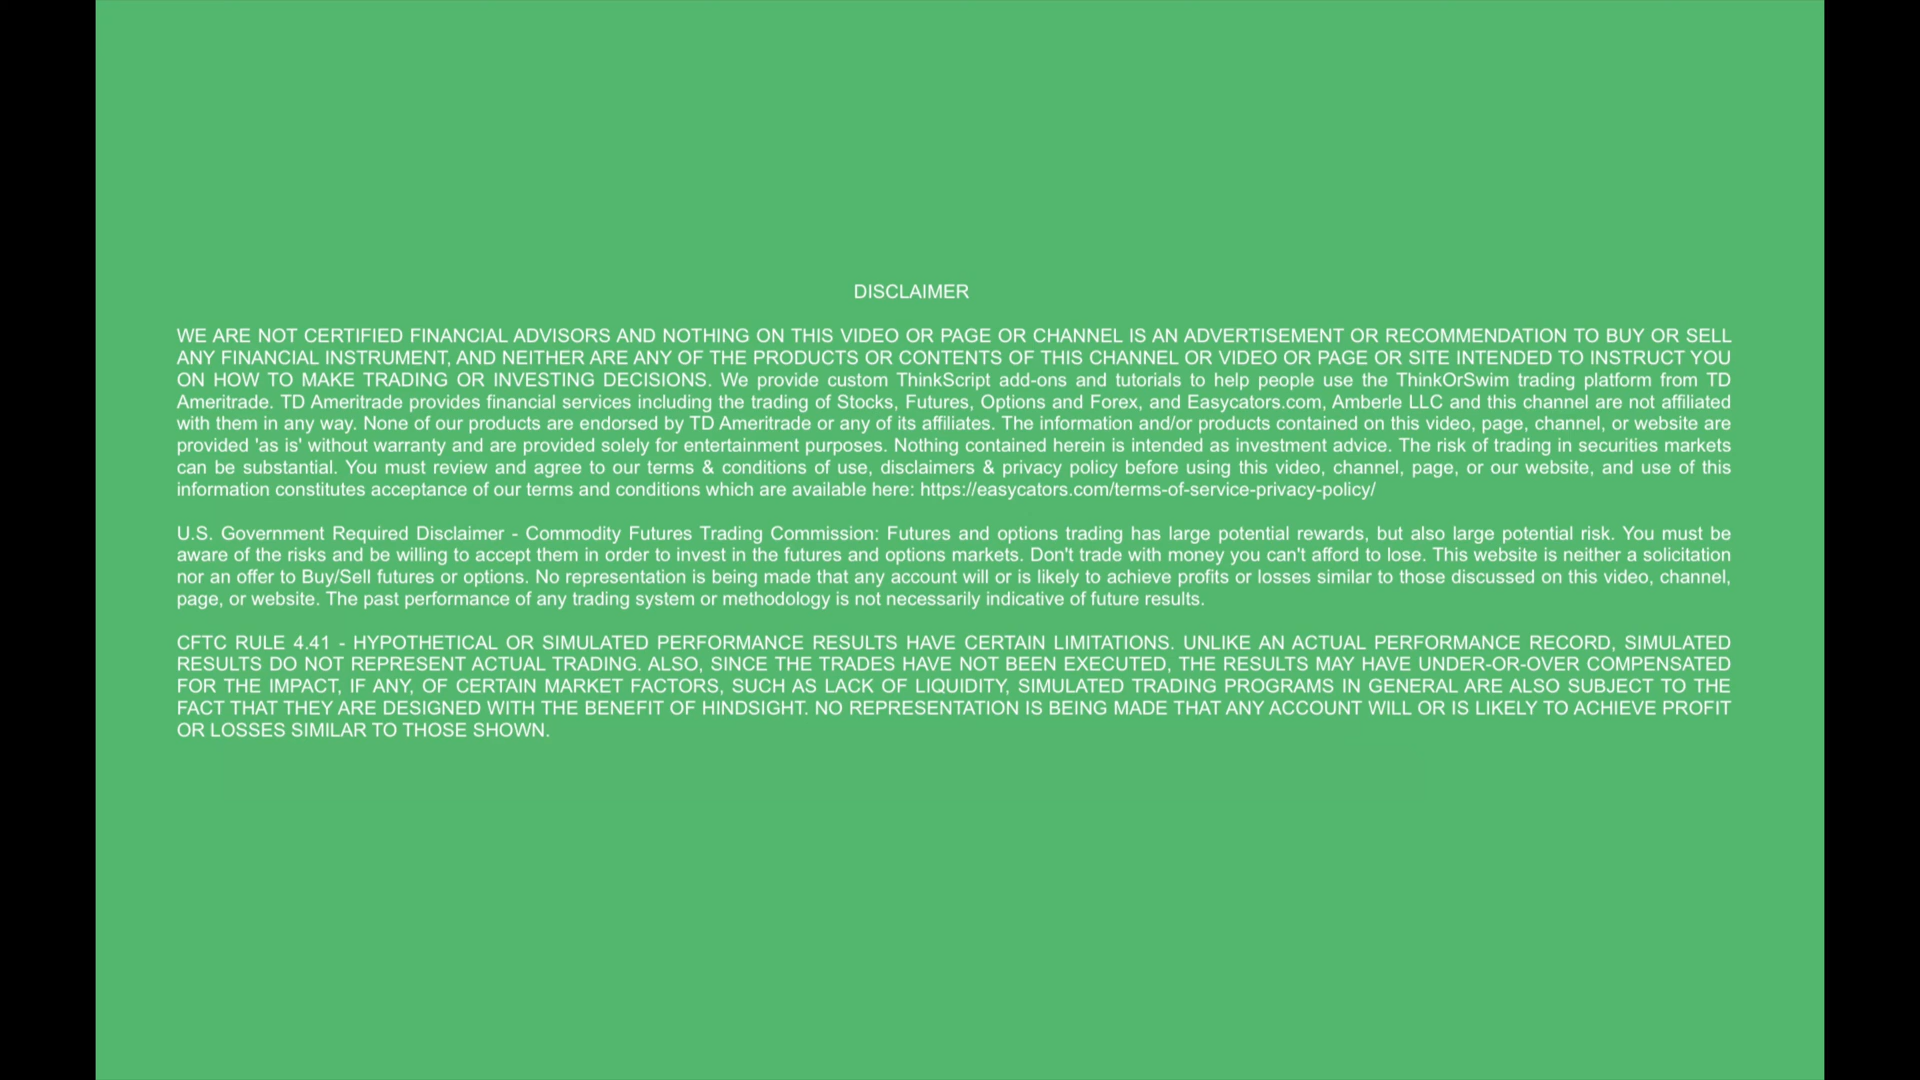 DISCLAIMER
WE ARE NOT CERTIFIED FINANCIAL ADVISORS AND NOTHING ON THIS VIDEO OR PAGE OR CHANNEL IS AN ADVERTISEMENT OR RECOMMENDATION TO BUY OR SELL
ANY FINANCIAL INSTRUMENT, AND NEITHER ARE ANY OF THE PRODUCTS OR CONTENTS OF THIS CHANNEL OR VIDEO OR PAGE OR SITE INTENDED TO INSTRUCT YOU
ON HOW TO MAKE TRADING OR INVESTING DECISIONS. We provide custom ThinkScript add-ons and tutorials to help people use the ThinkOrSwim trading platform from TD
Ameritrade. TD Ameritrade provides financial services including the trading of Stocks, Futures, Options and Forex, and Easycators.com, Amberle LLC and this channel are not affiliated
with them in any way. None of our products are endorsed by TD Ameritrade or any of its affiliates. The information and/or products contained on this video, page, channel, or website are
provided 'as is' without warranty and are provided solely for entertainment purposes. Nothing contained herein is intended as investment advice. The risk of trading in securities markets
can be substantial. You must review and agree to our terms & conditions of use, disclaimers & privacy policy before using this video, channel, page, or our website, and use of this
information constitutes acceptance of our terms and conditions which are available here: https://easycators.com/terms-of-service-privacy-policy/
U.S. Government Required Disclaimer - Commodity Futures Trading Commission: Futures and options trading has large potential rewards, but also large potential risk. You must be
aware of the risks and be willing to accept them in order to invest in the futures and options markets. Don't trade with money you can't afford to lose. This website is neither a solicitation
nor an offer to Buy/Sell futures or options. No representation is being made that any account will or is likely to achieve profits or losses similar to those discussed on this video, channel,
page, or website. The past performance of any trading system or methodology is not necessarily indicative of future results.
CFTC RULE 4.41 - HYPOTHETICAL OR SIMULATED PERFORMANCE RESULTS HAVE CERTAIN LIMITATIONS. UNLIKE AN ACTUAL PERFORMANCE RECORD, SIMULATED
RESULTS DO NOT REPRESENT ACTUAL TRADING. ALSO, SINCE THE TRADES HAVE NOT BEEN EXECUTED, THE RESULTS MAY HAVE UNDER-OR-OVER COMPENSATED
FOR THE IMPACT, IF ANY, OF CERTAIN MARKET FACTORS, SUCH AS LACK OF LIQUIDITY, SIMULATED TRADING PROGRAMS IN GENERAL ARE ALSO SUBJECT TO THE
FACT THAT THEY ARE DESIGNED WITH THE BENEFIT OF HINDSIGHT. NO REPRESENTATION IS BEING MADE THAT ANY ACCOUNT WILL OR IS LIKELY TO ACHIEVE PROFIT
OR LOSSES SIMILAR TO THOSE SHOWN.